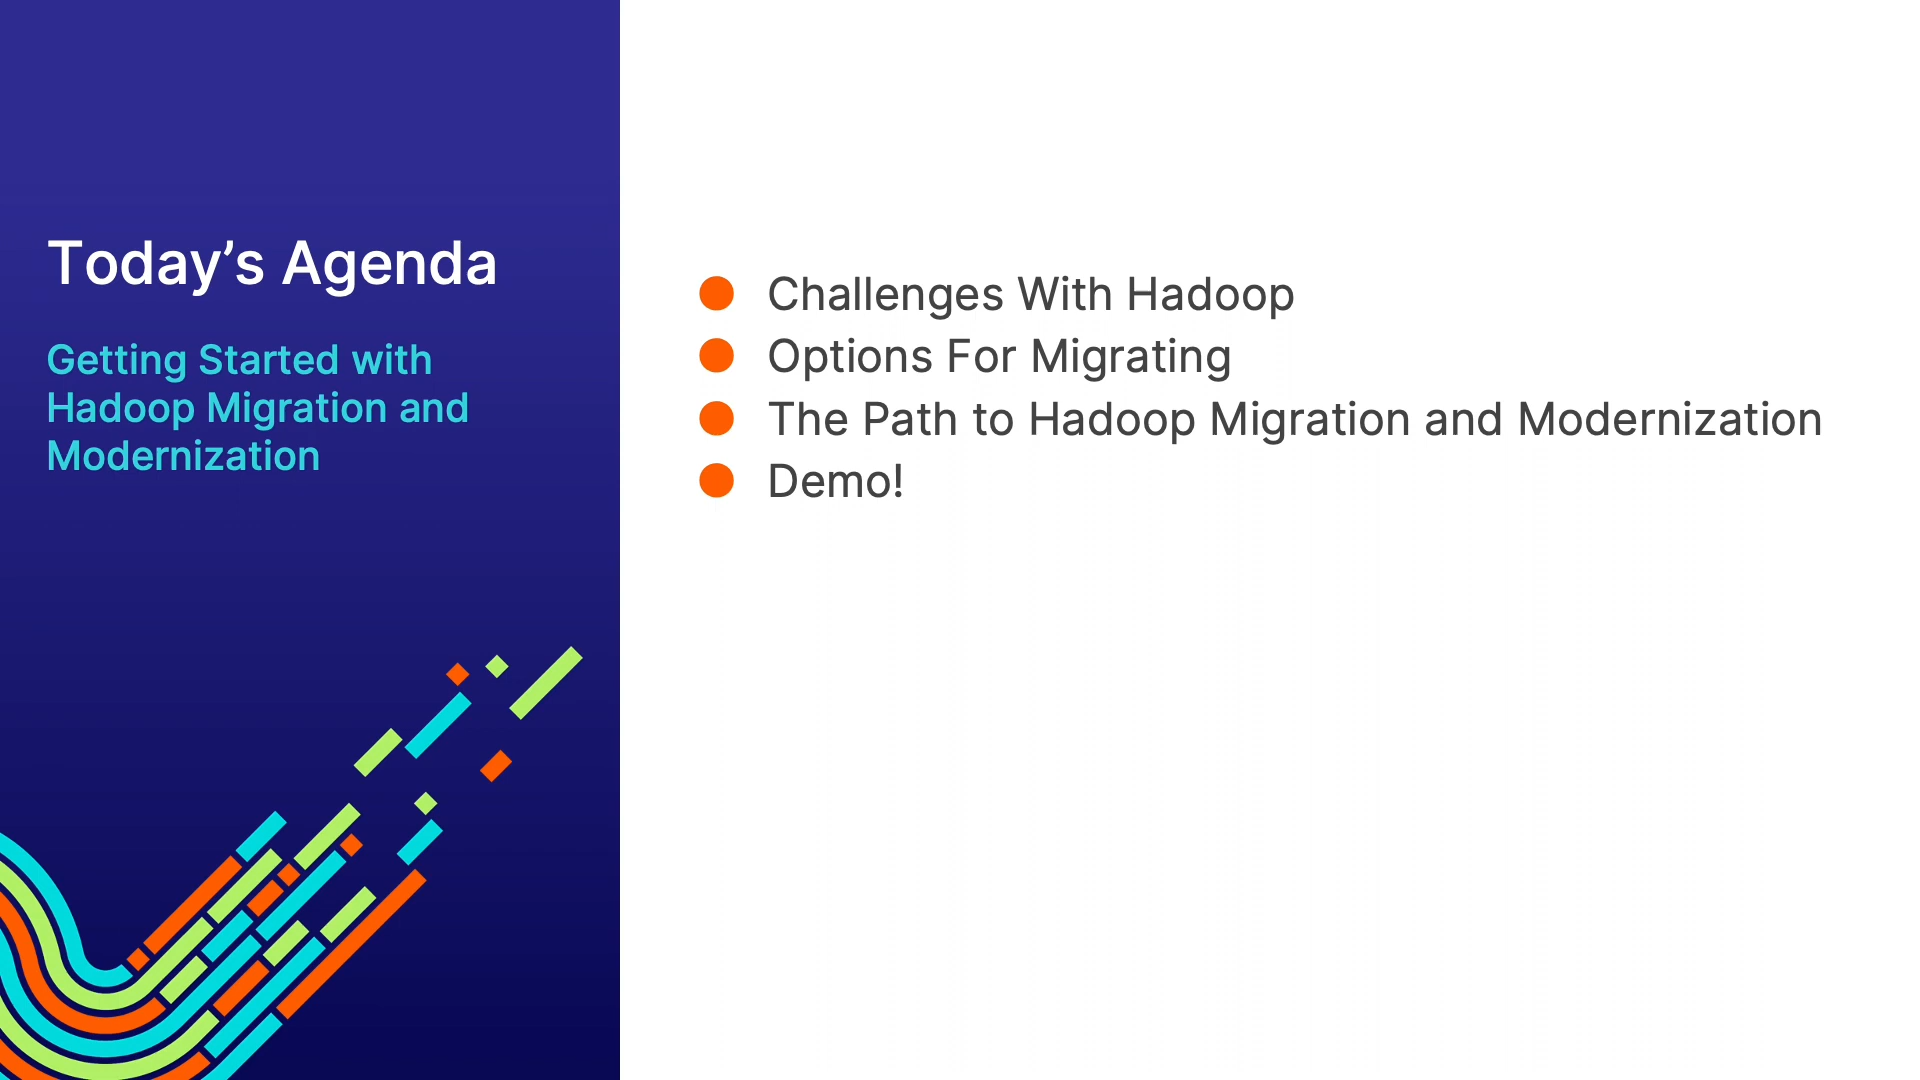 Today’s Agenda
Getting Started with
Hadoop Migration and
Modernization
Challenges With Hadoop
Options For Migrating
The Path to Hadoop Migration and Modernization
Demo!